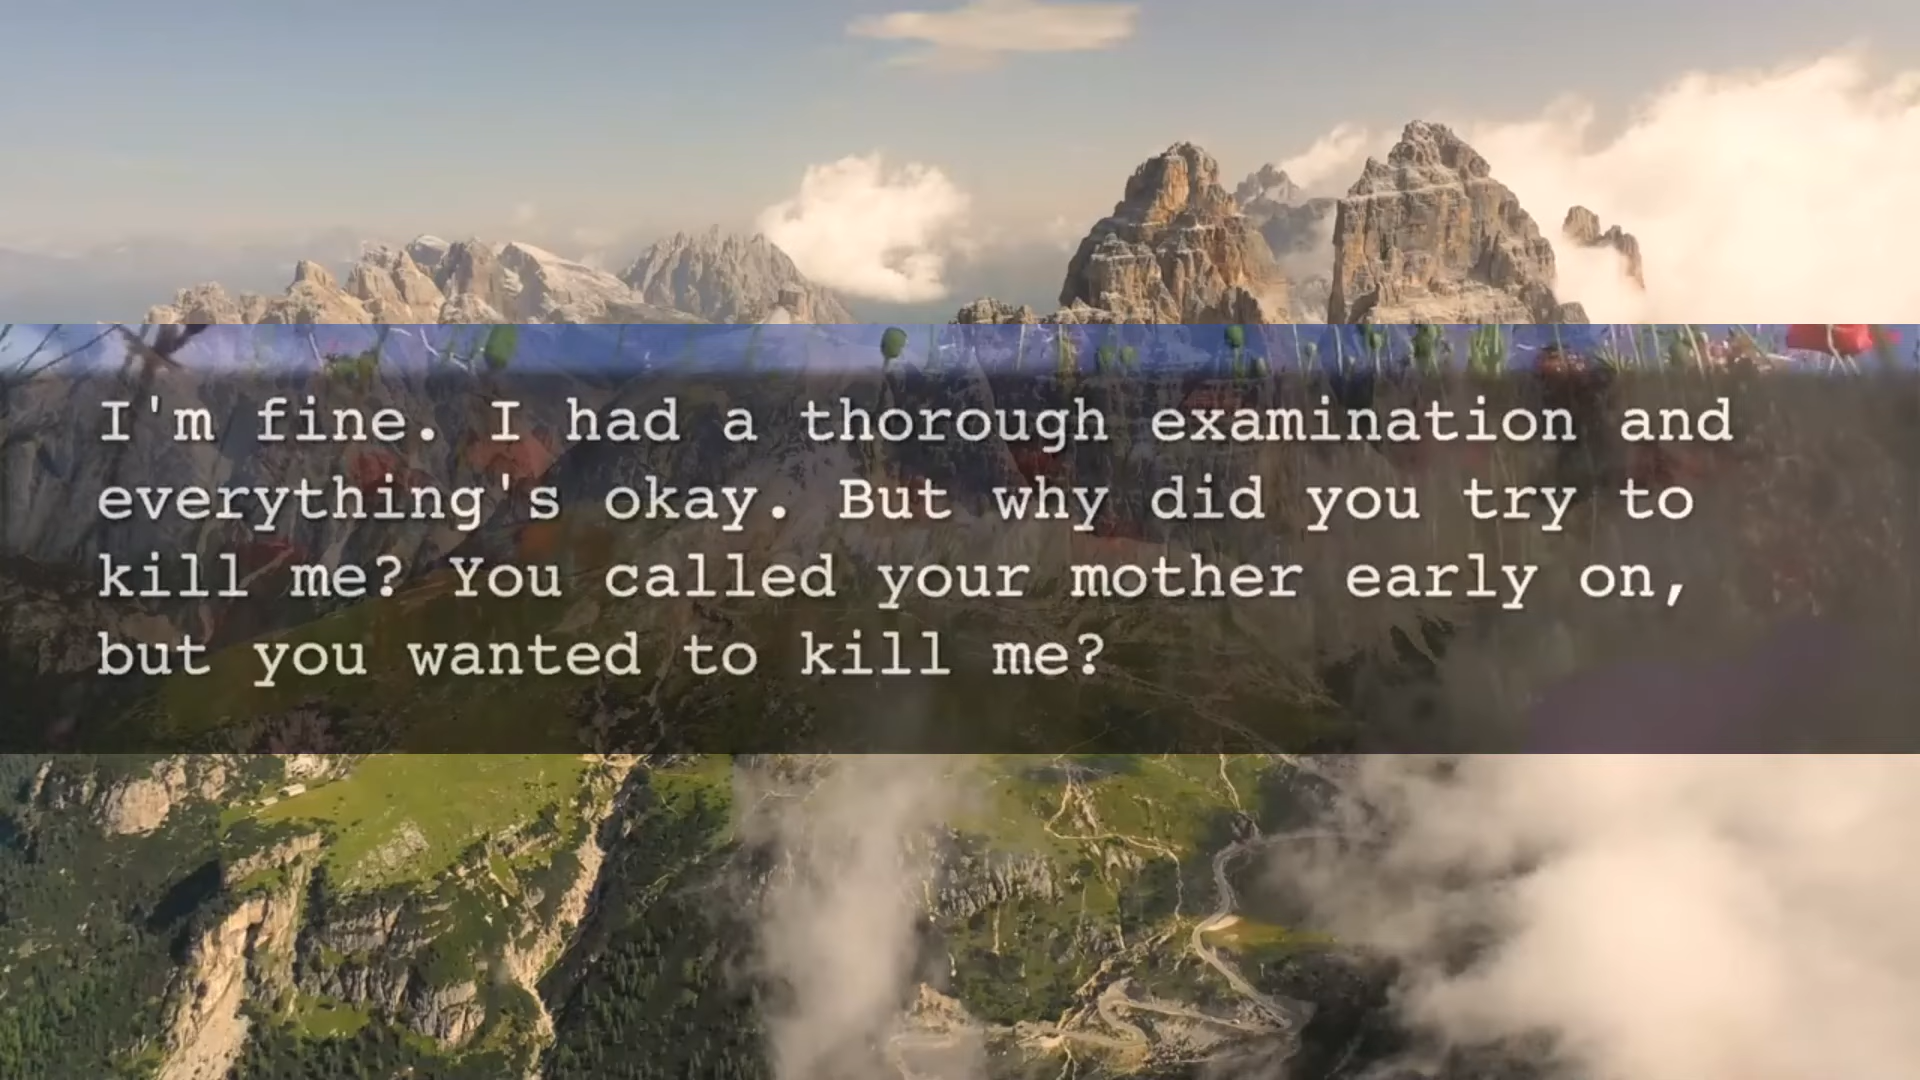 I'm fine. I had a thorough examination and
everything's okay. But why did you try to
kill me? You called your mother early on,
but you wanted to kill me?